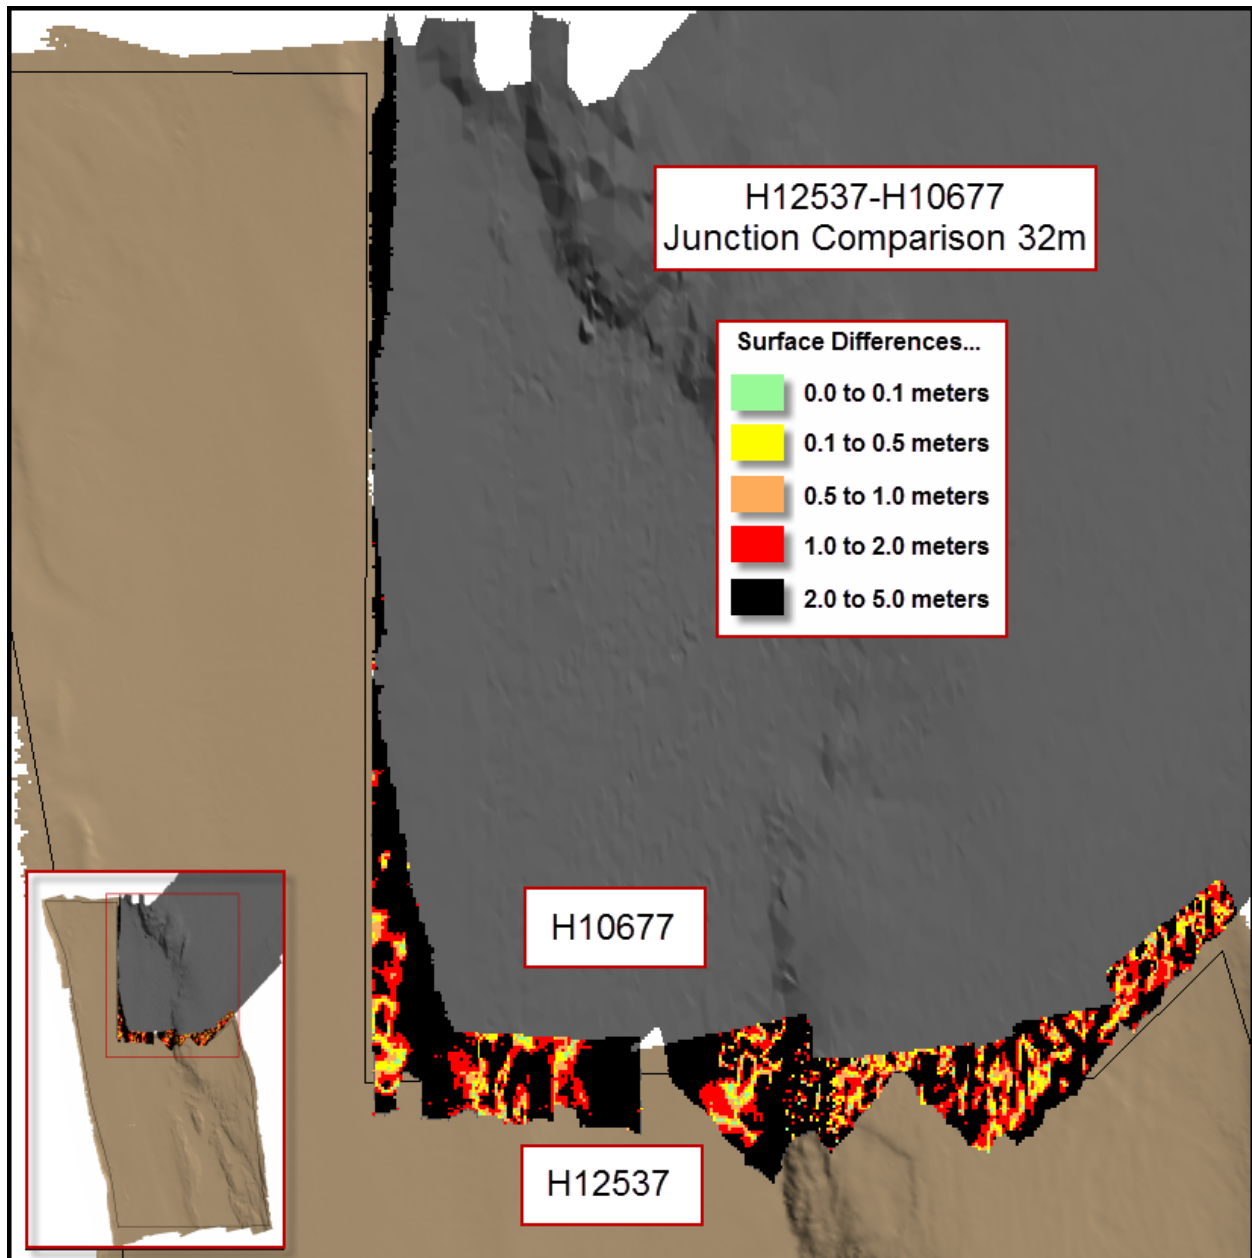 H12537-H10677
Junction Comparison 32m
Surface Differences...
0.0 to 0.1 meters
0.1 to 0.5 meters
0.5 to 1.0 meters
1.0 to 2.0 meters
2.0 to 5.0 meters
H10677
H12537